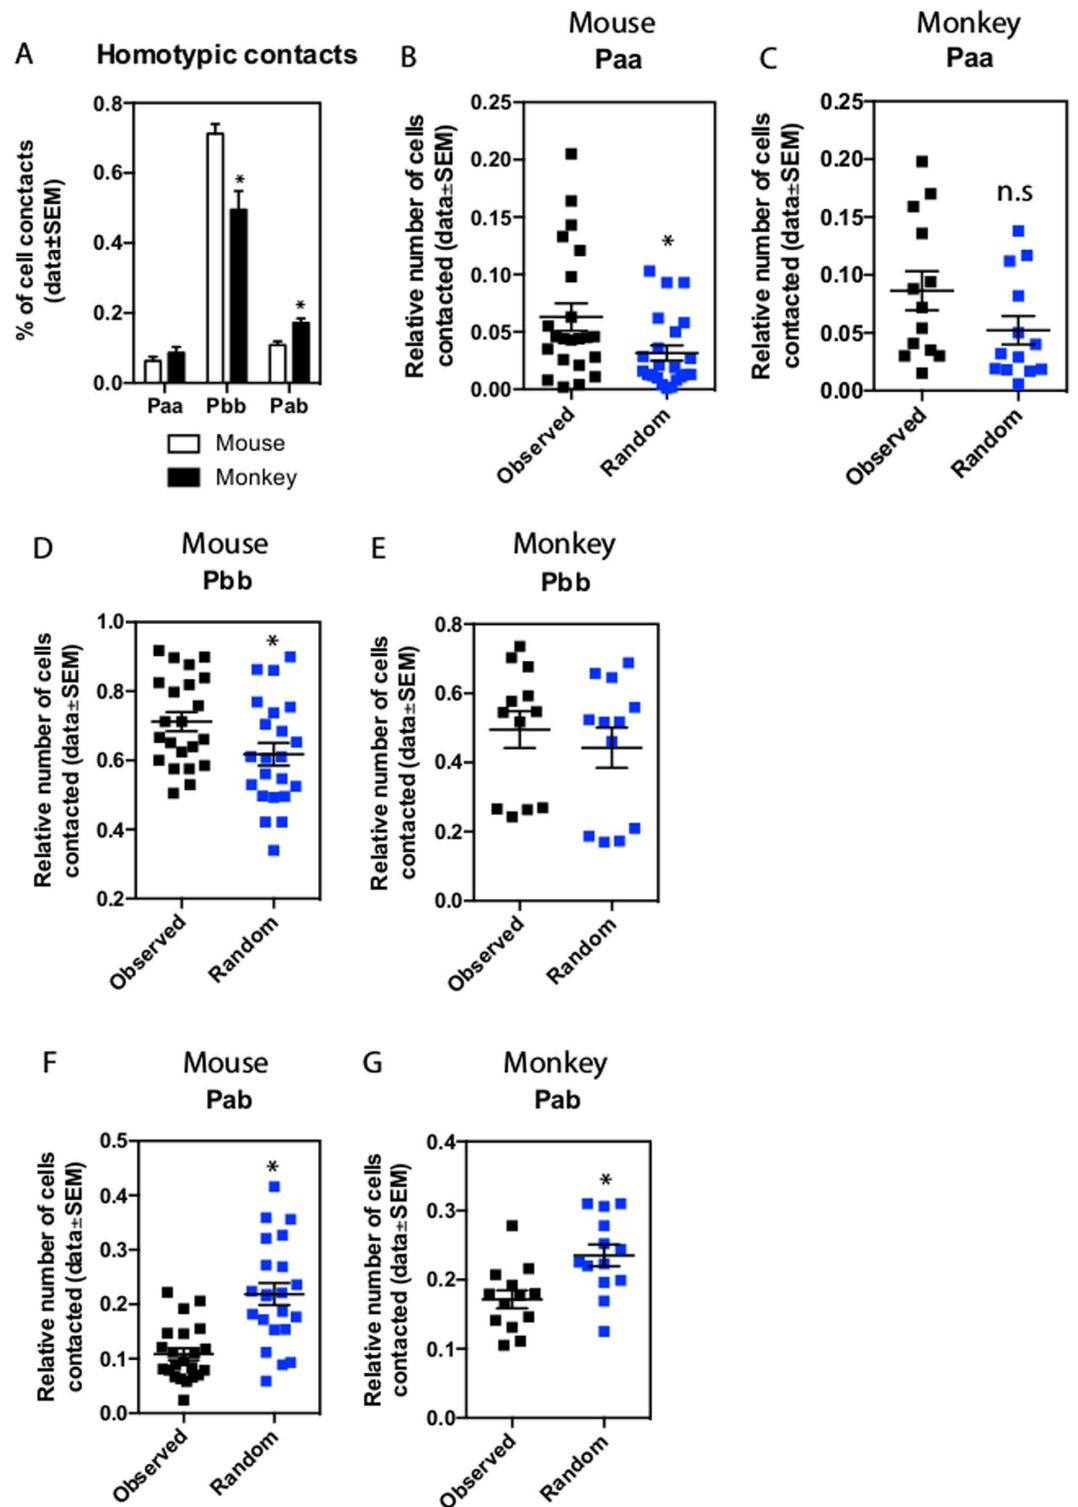 A
Homotypic contacts
% of cell conctacts
(data±SEM)
0.8
0.6
0.4
0.2
0.0
*
*
Paa
Pbb
Pab
Mouse
Monkey
B
Mouse
Paa
Relative number of cells
contacted (data±SEM)
0.25
0.20
0.15
0.10
0.05
0.00
*
Observed
Random
C
Monkey
Paa
Relative number of cells
contacted (data±SEM)
0.25
0.20
0.15
0.10
0.05
0.00
n.s
Observed
Random
D
Mouse
Pbb
Relative number of cells
contacted (data±SEM)
1.0
0.8
0.6
0.4
0.2
*
Observed
Random
E
Monkey
Pbb
Relative number of cells
contacted (data±SEM)
0.8
0.6
0.4
0.2
0.0
Observed
Random
F
Mouse
Pab
Relative number of cells
contacted (data±SEM)
0.5
0.4
0.3
0.2
0.1
0.0
*
Observed
Random
G
Monkey
Pab
Relative number of cells
contacted (data±SEM)
0.4
0.3
0.2
0.1
0.0
*
Observed
Random